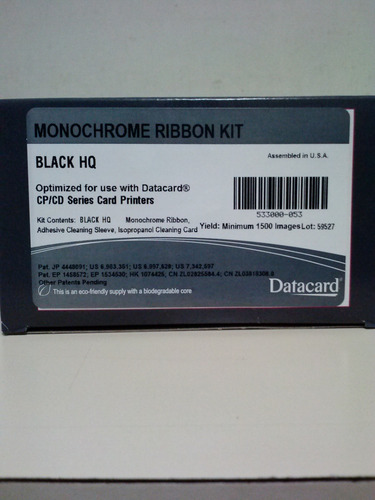 MONOCHROME RIBBON KIT
BLACK HQ
Assembled in U.S.A.
Optimized for use with Datacard®
CP/CD Series Card Printers
533000-053
Kit Contents: BLACK HQ Monochrome Ribbon,
Adhesive Cleaning Sleeve, Isopropanol Cleaning Card
Yield: Minimum 1500 Images Lot: 59527
Other Patents Pending
This is an eco-friendly supply with a biodegradable core
Datacard